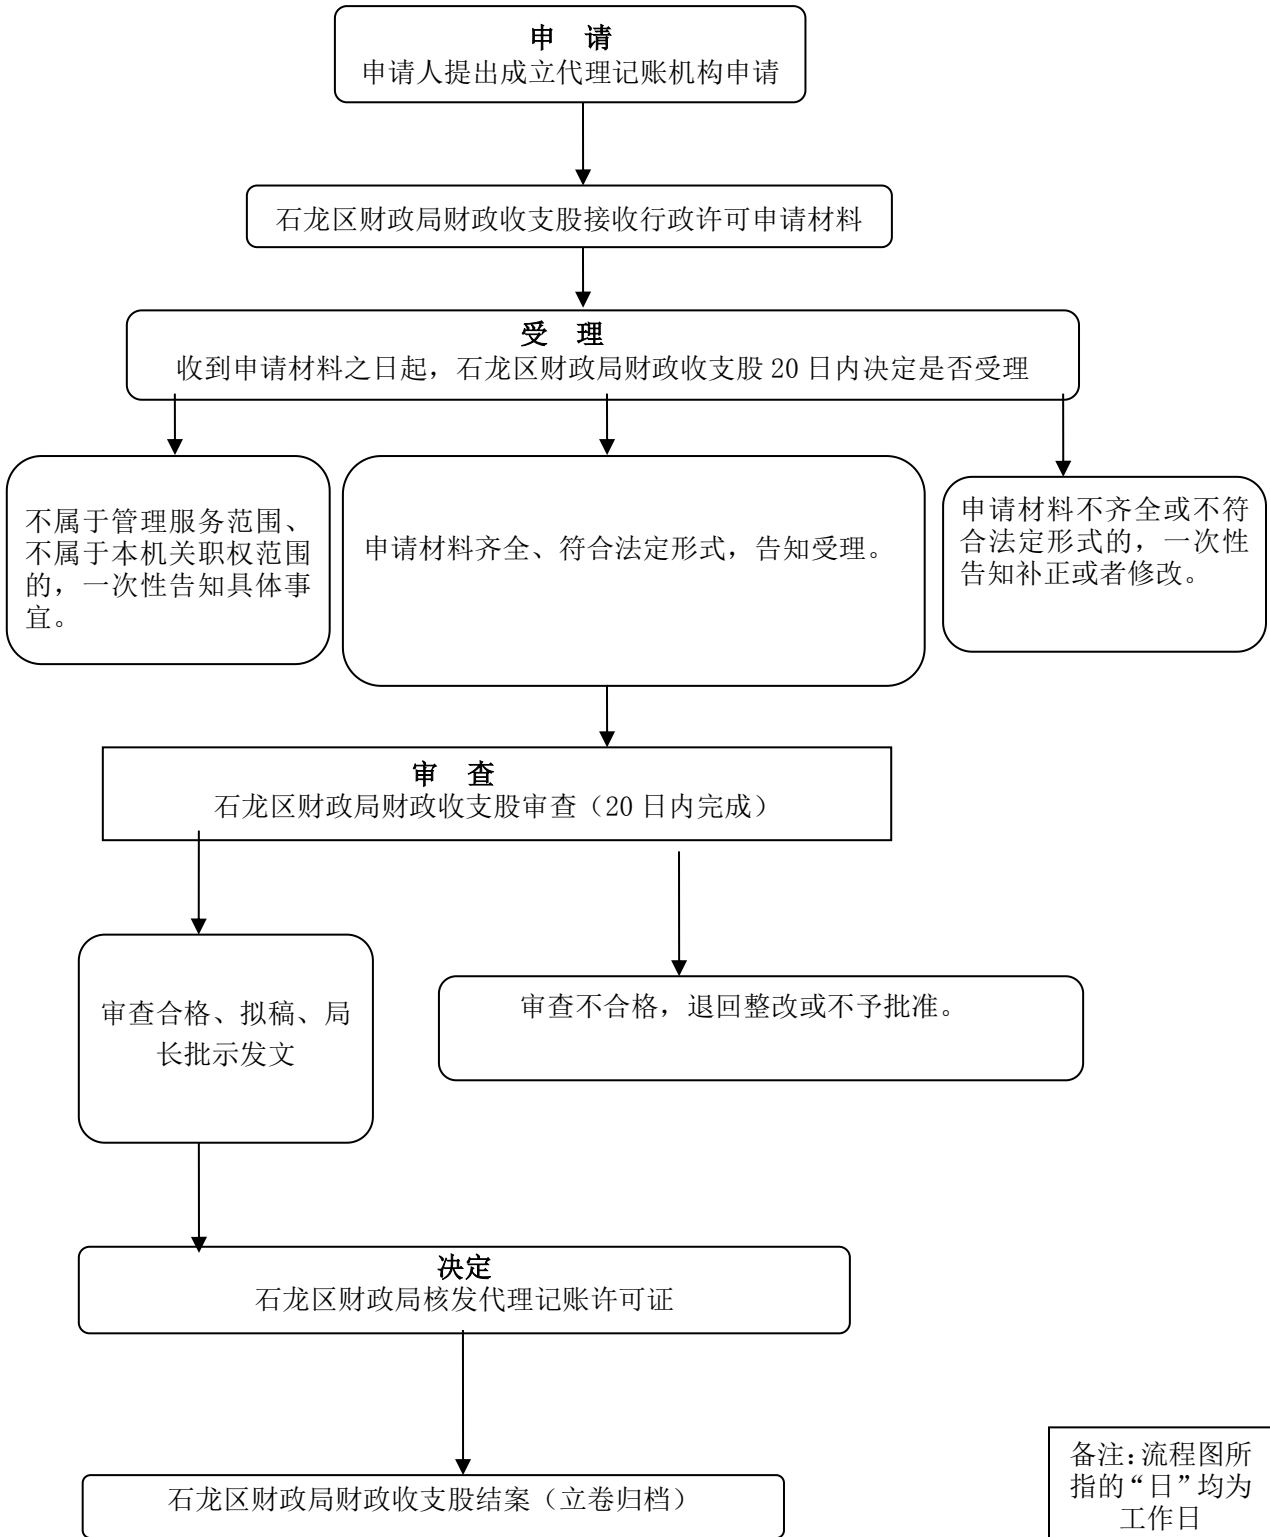 申 请
申请人提出成立代理记账机构申请
石龙区财政局财政收支股接收行政许可申请材料
受 理
收到申请材料之日起，石龙区财政局财政收支股 20 日内决定是否受理
不属于管理服务范围、
不属于本机关职权范围
的，一次性告知具体事
宜。
申请材料齐全、符合法定形式，告知受理。
申请材料不齐全或不符
合法定形式的，一次性
告知补正或者修改。
审 查
石龙区财政局财政收支股审查（20 日内完成）
审查合格、拟稿、局
长批示发文
审查不合格，退回整改或不予批准。
决定
石龙区财政局核发代理记账许可证
石龙区财政局财政收支股结案（立卷归档）
备注：流程图所
指的“日”均为
工作日